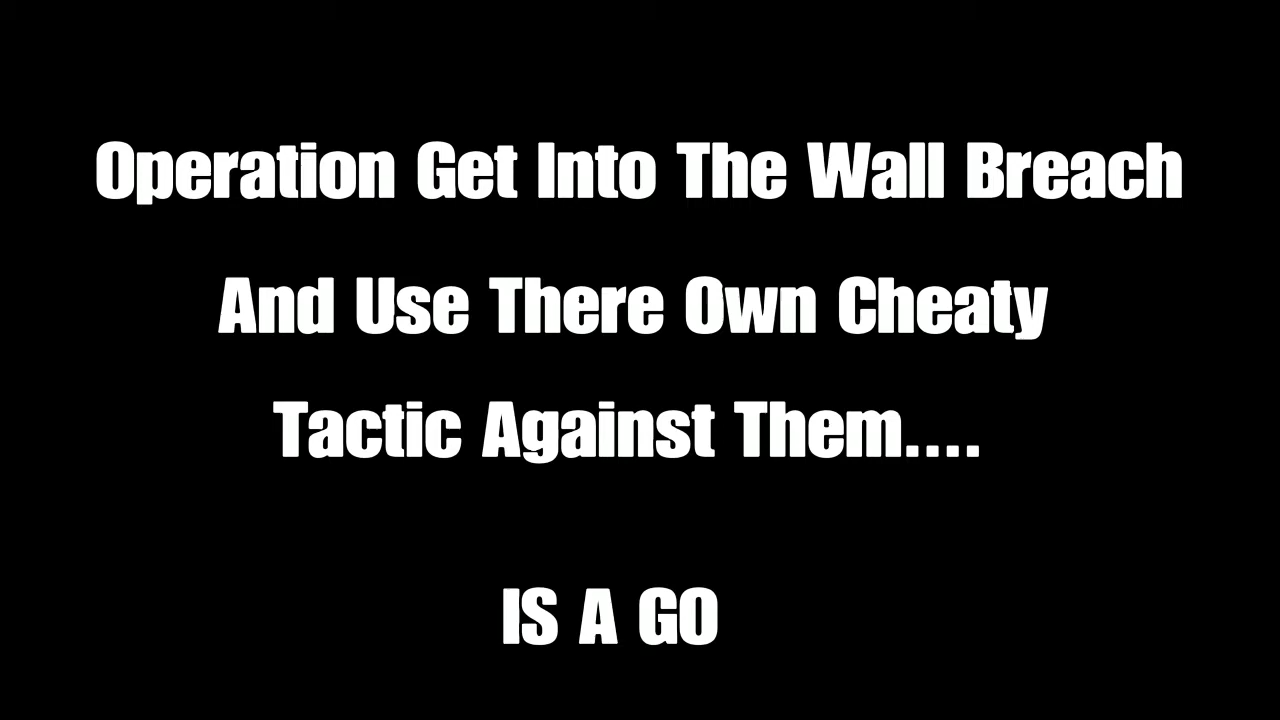 Operation Get Into The Wall Breach
And Use There Own Cheaty
Tactic Against Them....
IS A GO